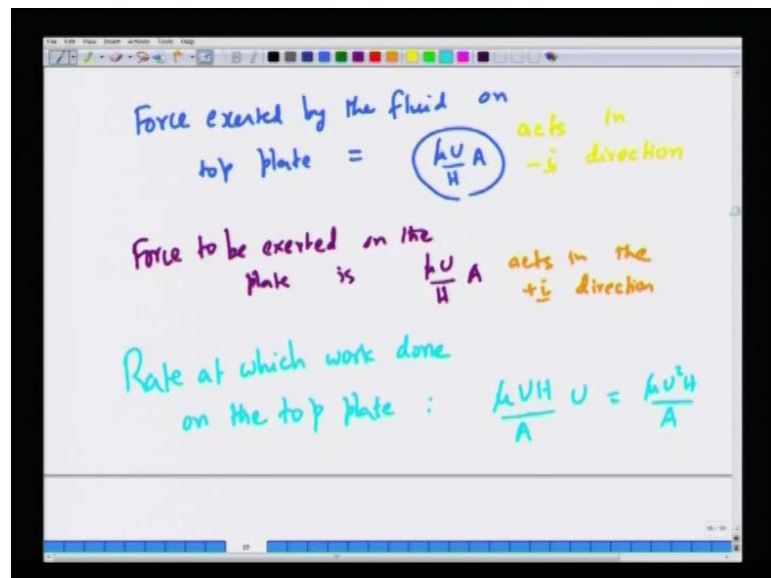 Force exerted by the fluid on
top plate = μU/H A acts in
-i direction
Force to be exerted on the
plate is μU/H A acts in the
+i direction
Rate at which work done
on the top plate : μUH/A U = μU²H/A